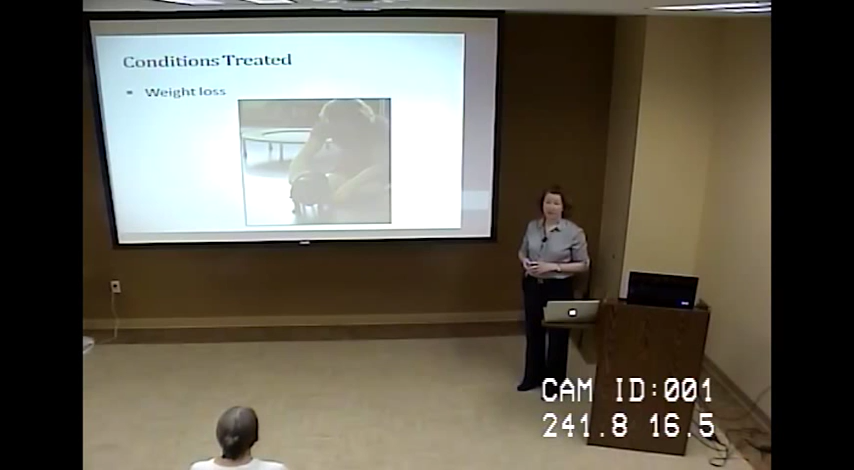 Conditions Treated
▪ Weight loss
CAM ID:001
241.8 16.5